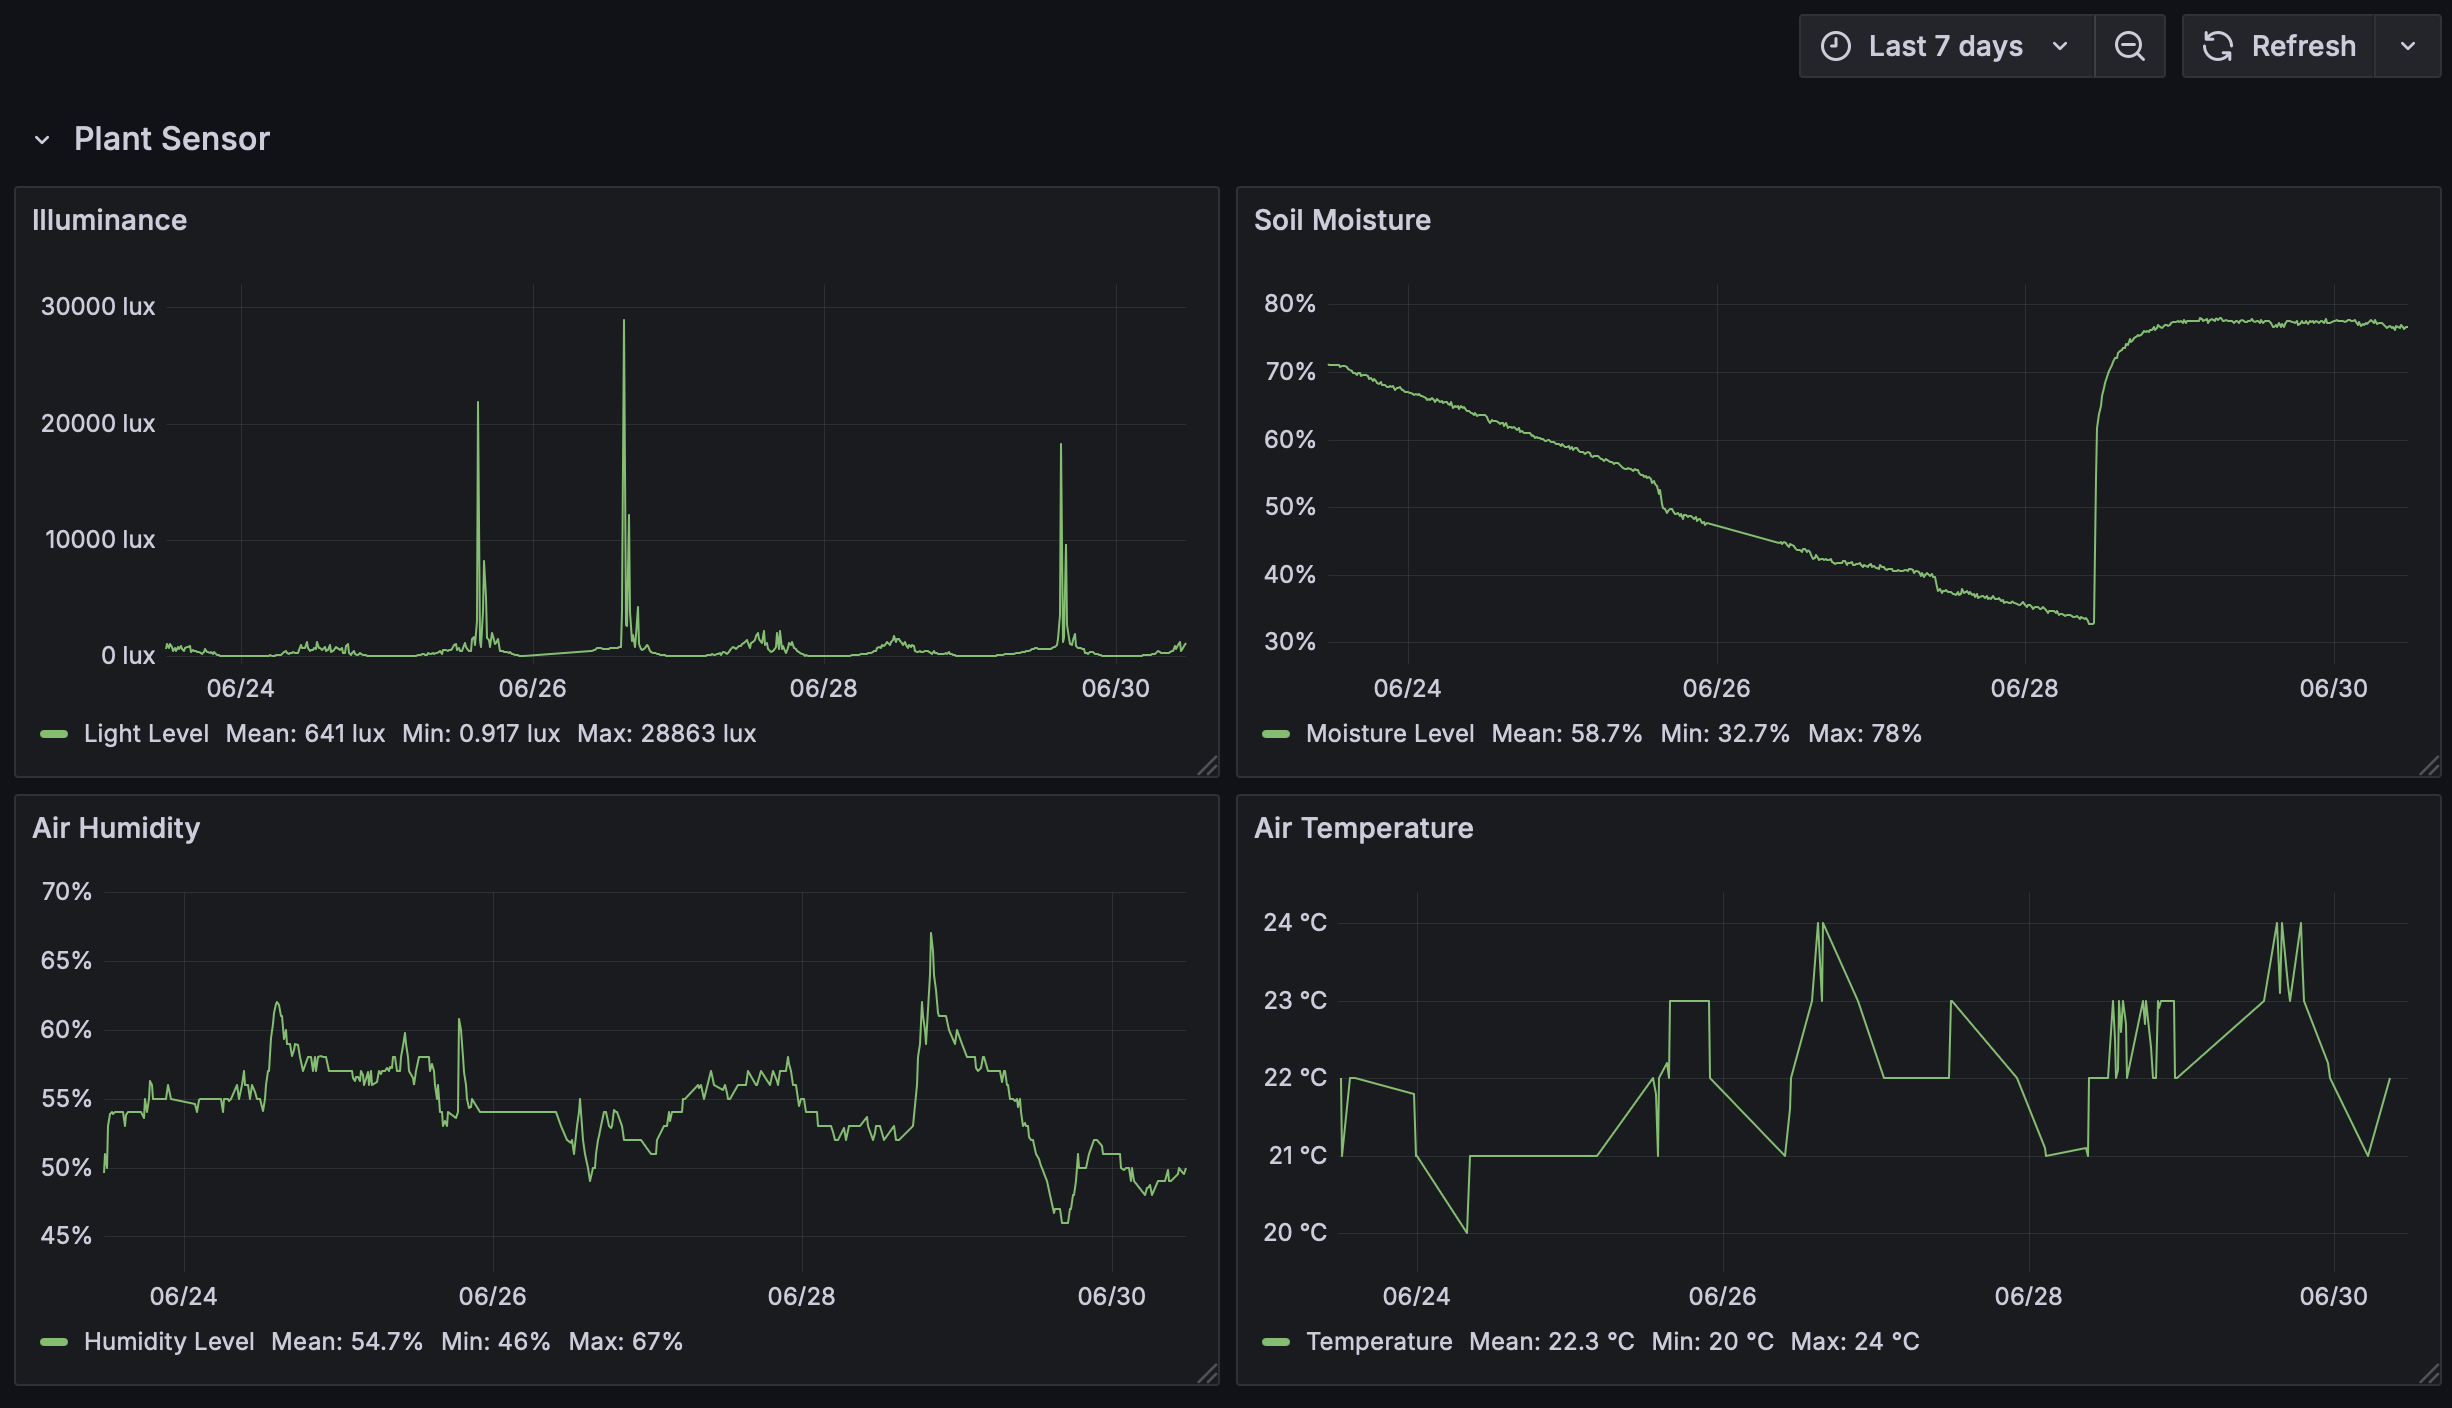 Last 7 days
Refresh
Plant Sensor
Illuminance
30000 lux
20000 lux
10000 lux
0 lux
06/24 06/26 06/28 06/30
Light Level Mean: 641 lux Min: 0.917 lux Max: 28863 lux
Soil Moisture
80%
70%
60%
50%
40%
30%
06/24 06/26 06/28 06/30
Moisture Level Mean: 58.7% Min: 32.7% Max: 78%
Air Humidity
70%
65%
60%
55%
50%
45%
06/24 06/26 06/28 06/30
Humidity Level Mean: 54.7% Min: 46% Max: 67%
Air Temperature
24 °C
23 °C
22 °C
21 °C
20 °C
06/24 06/26 06/28 06/30
Temperature Mean: 22.3 °C Min: 20 °C Max: 24 °C